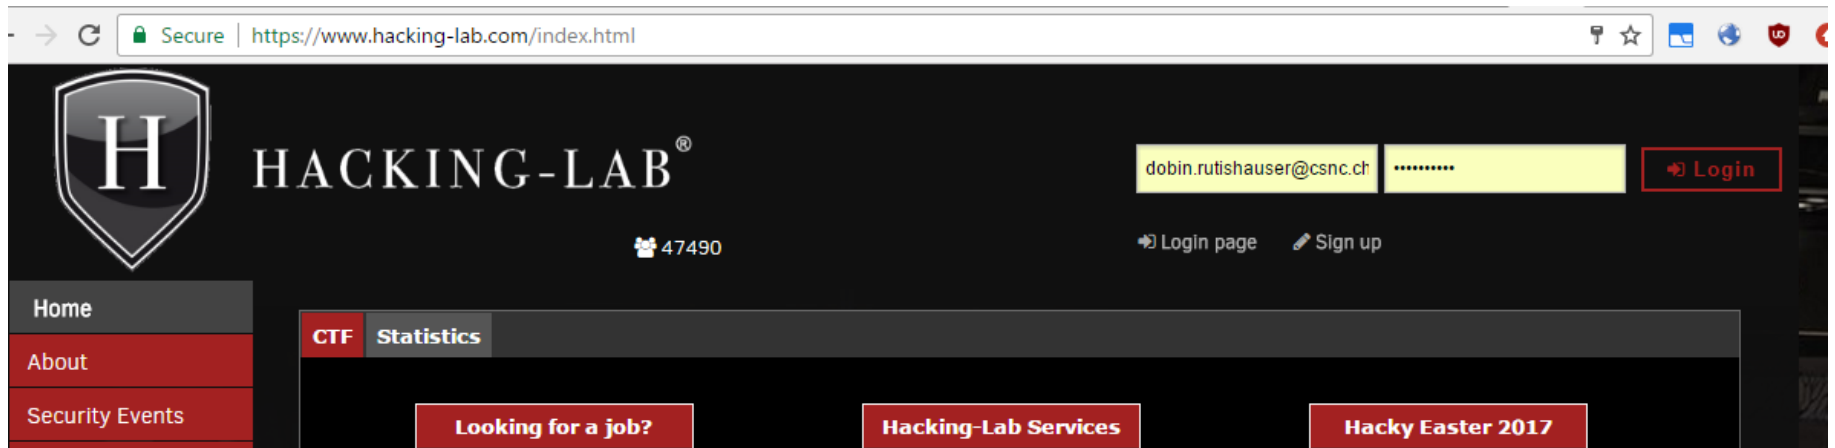 Secure | https://www.hacking-lab.com/index.html
H
HACKING-LAB®
dobin.rutishauser@csnc.ch •••••••••• Login
47490
Login page Sign up
Home
About
Security Events
CTF Statistics
Looking for a job? Hacking-Lab Services Hacky Easter 2017